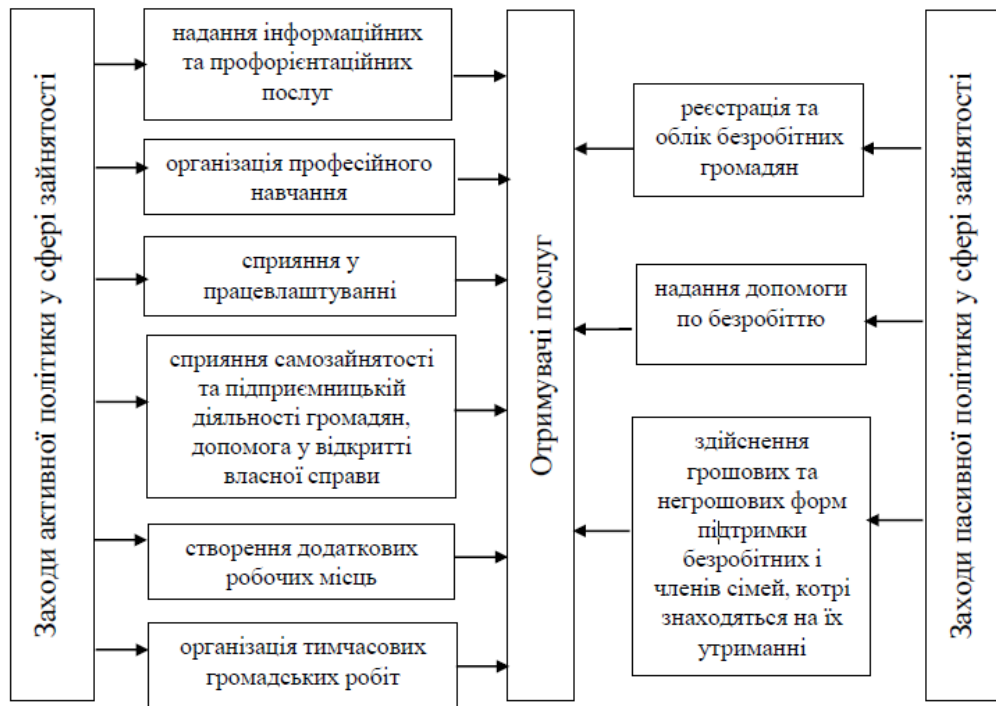 Заходи активної політики у сфері зайнятості
надання інформаційних
та профорієнтаційних
послуг
організація професійного
навчання
сприяння у
працевлаштуванні
сприяння самозайнятості
та підприємницькій
діяльності громадян,
допомога у відкритті
власної справи
створення додаткових
робочих місць
організація тимчасових
громадських робіт
Отримувачі послуг
реєстрація та
облік безробітних
громадян
надання допомоги
по безробіттю
здійснення
грошових та
негрошових форм
підтримки
безробітних і
членів сімей, котрі
знаходяться на їх
утриманні
Заходи пасивної політики у сфері зайнятості